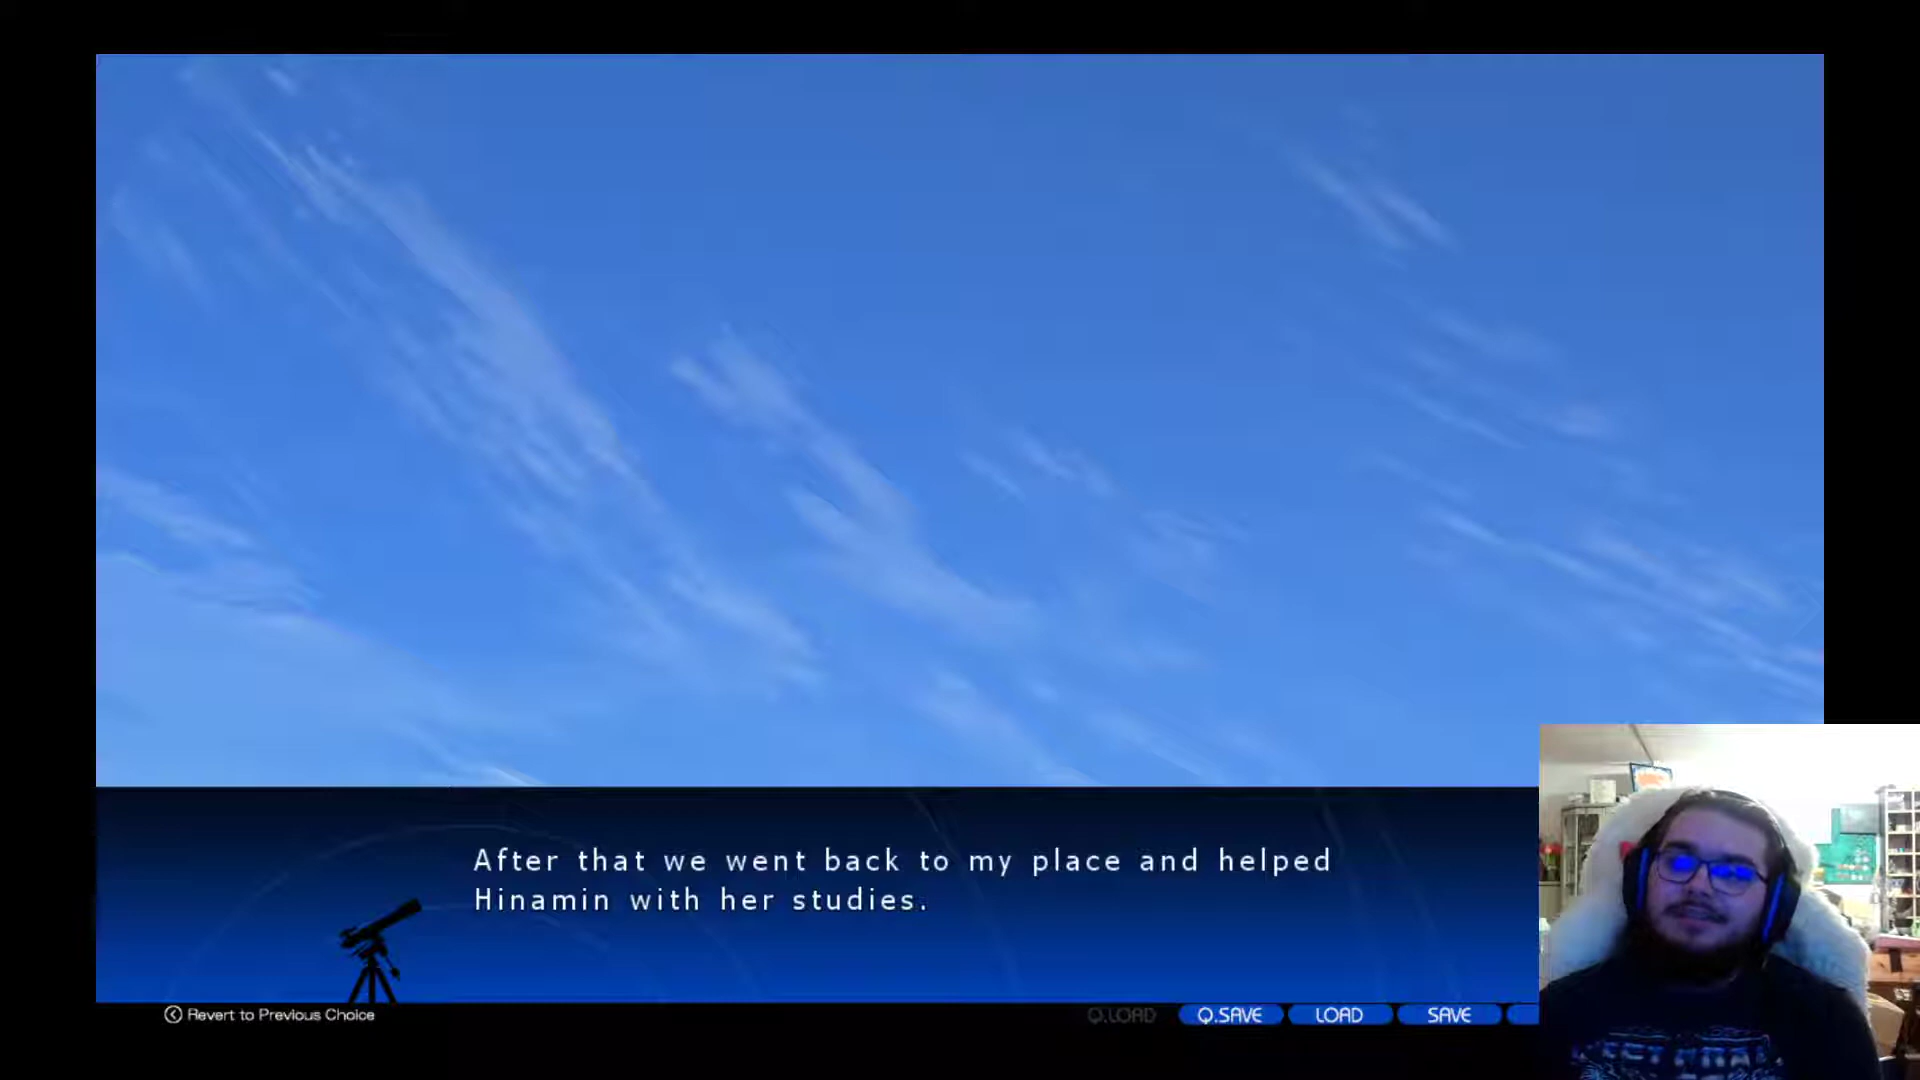 After that we went back to my place and helped
Hinamin with her studies.
Revert to Previous Choice
Q.LOAD
Q.SAVE
LOAD
SAVE